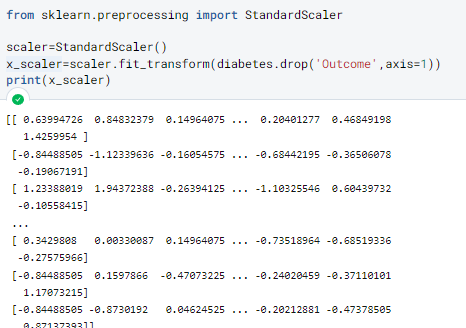 from sklearn.preprocessing import StandardScaler
scaler=StandardScaler()
x_scaler=scaler.fit_transform(diabetes.drop('Outcome',axis=1))
print(x_scaler)
[[ 0.63994726  0.84832379  0.14964075 ...  0.20401277  0.46849198
   1.4259954 ]
 [-0.84488505 -1.12339636 -0.16054575 ... -0.68442195 -0.36506078
  -0.19067191]
 [ 1.23388019  1.94372388 -0.26394125 ... -1.10325546  0.60439732
  -0.10558415]
 ...
 [ 0.3429808   0.00330087  0.14964075 ... -0.73518964 -0.68519336
  -0.27575966]
 [-0.84488505  0.1597866  -0.47073225 ... -0.24020459 -0.37110101
   1.17073215]
 [-0.84488505 -0.8730192   0.04624525 ... -0.20212881 -0.47378505
  -0.87137393]]